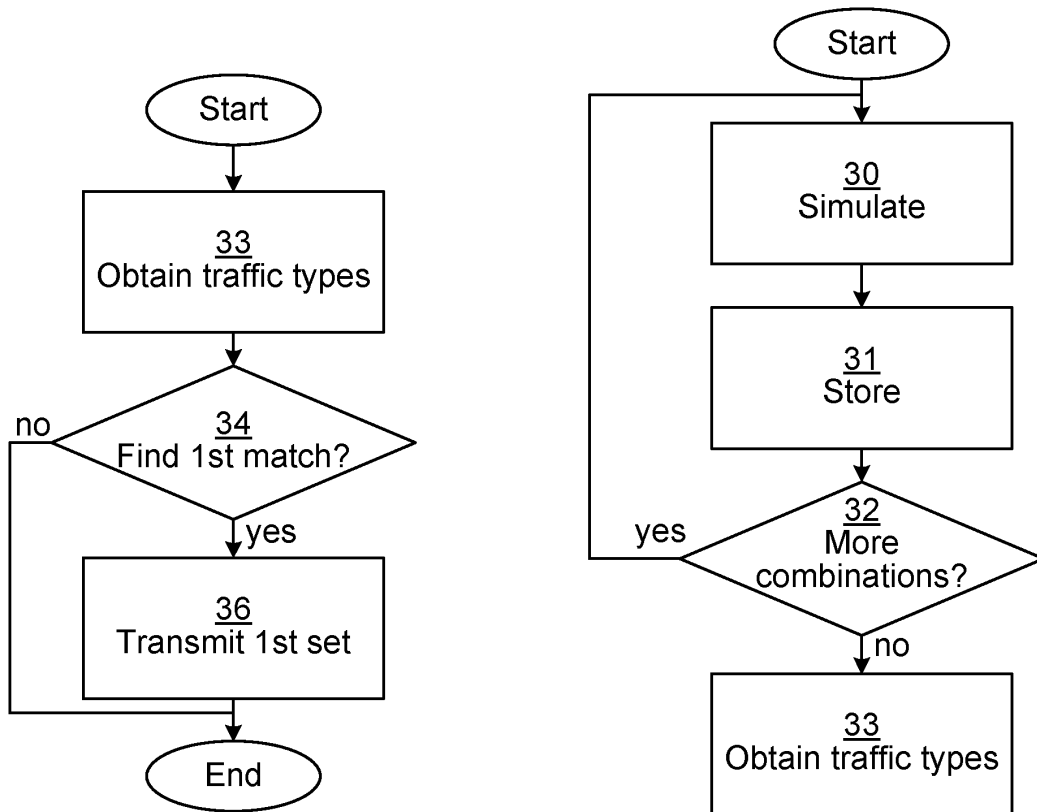 Start
33
Obtain traffic types
34
Find 1st match?
no
yes
36
Transmit 1st set
End
Start
30
Simulate
31
Store
32
More
combinations?
yes
no
33
Obtain traffic types